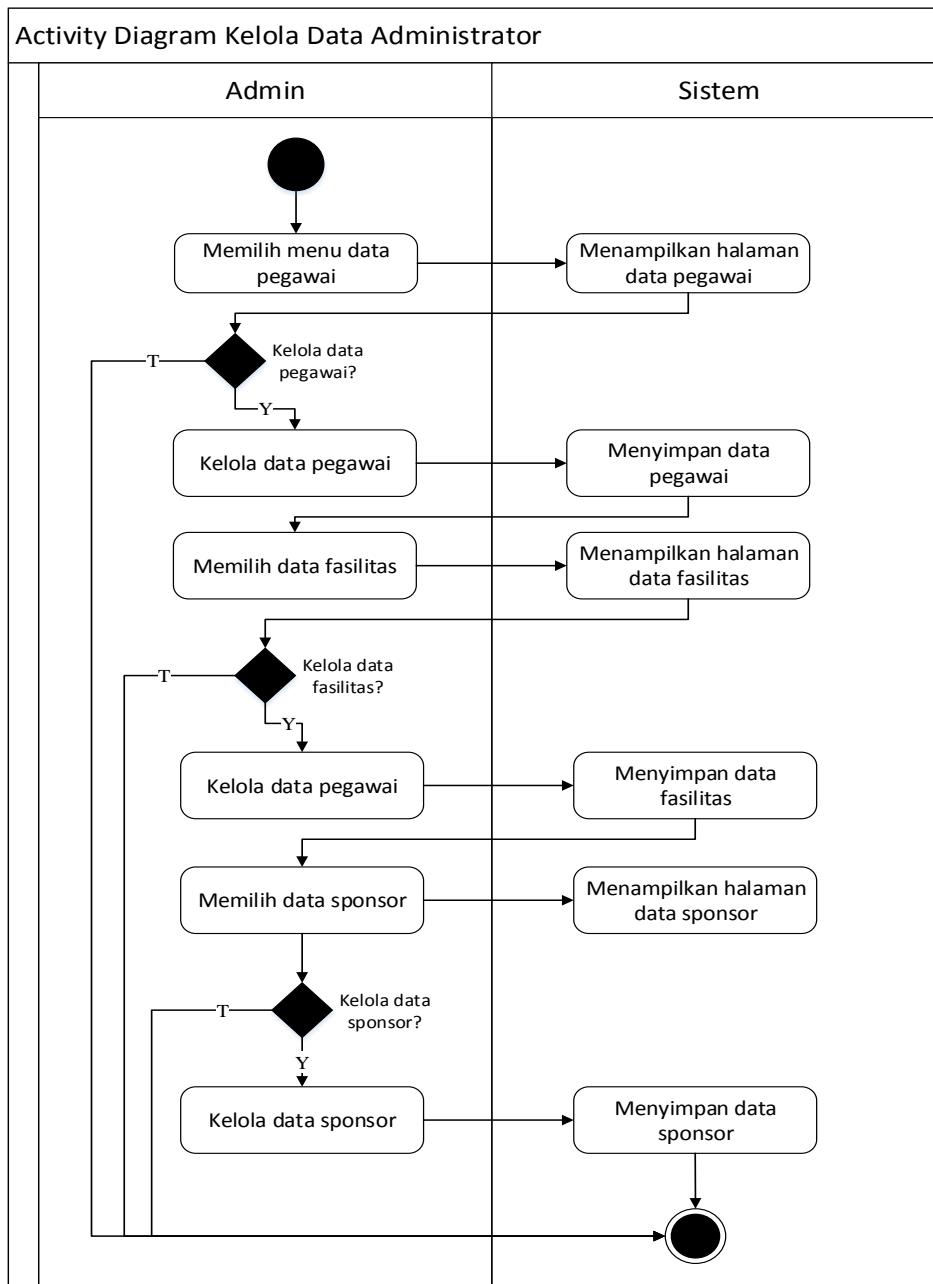 Activity Diagram Kelola Data Administrator
Admin
Sistem
Memilih menu data
pegawai
Menampilkan halaman
data pegawai
T
Kelola data
pegawai?
Y
Kelola data pegawai
Menyimpan data
pegawai
Memilih data fasilitas
Menampilkan halaman
data fasilitas
T
Kelola data
fasilitas?
Y
Kelola data pegawai
Menyimpan data
fasilitas
Memilih data sponsor
Menampilkan halaman
data sponsor
T
Kelola data
sponsor?
Y
Kelola data sponsor
Menyimpan data
sponsor